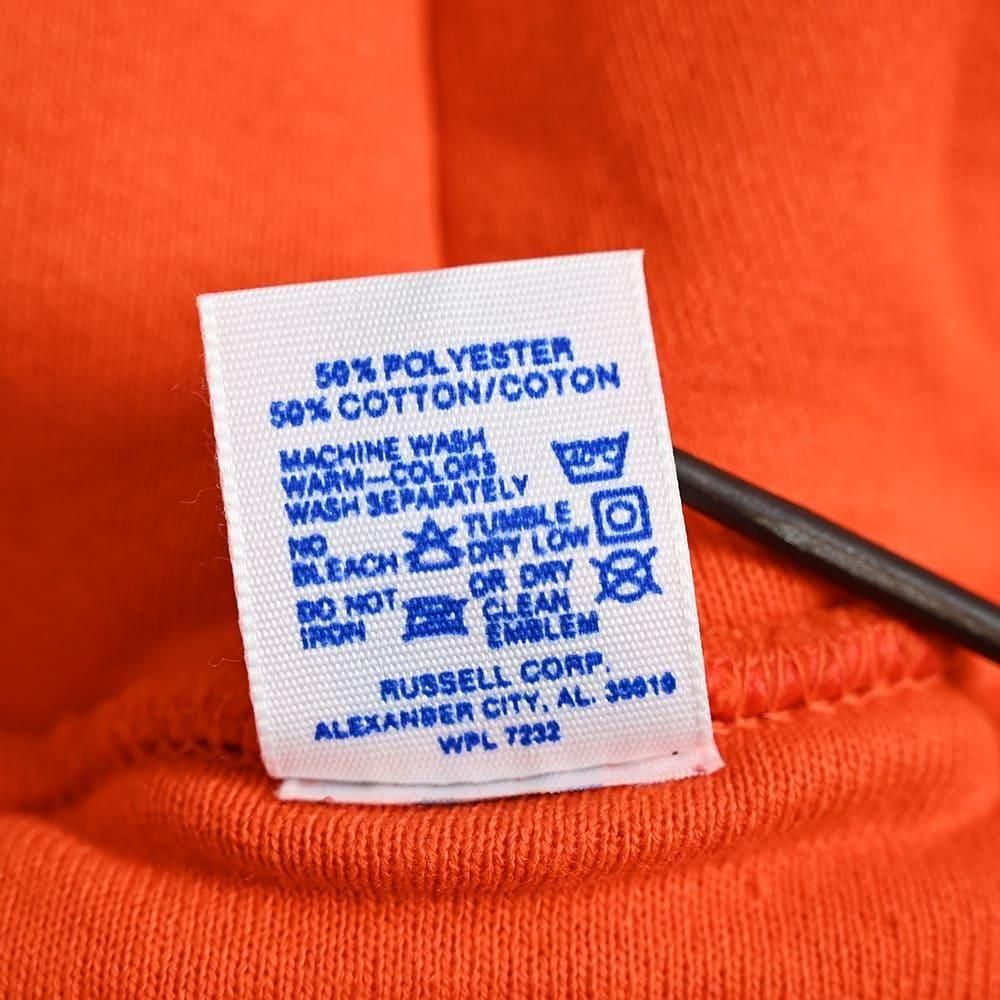 50% POLYESTER
50% COTTON/COTON
MACHINE WASH
WARM—COLORS
WASH SEPARATELY
NO
BLEACH
TUMBLE
DRY LOW
DO NOT
IRON
OR DRY
CLEAN
EMBLEM
RUSSELL CORP.
ALEXANDER CITY, AL. 35010
WPL 7232